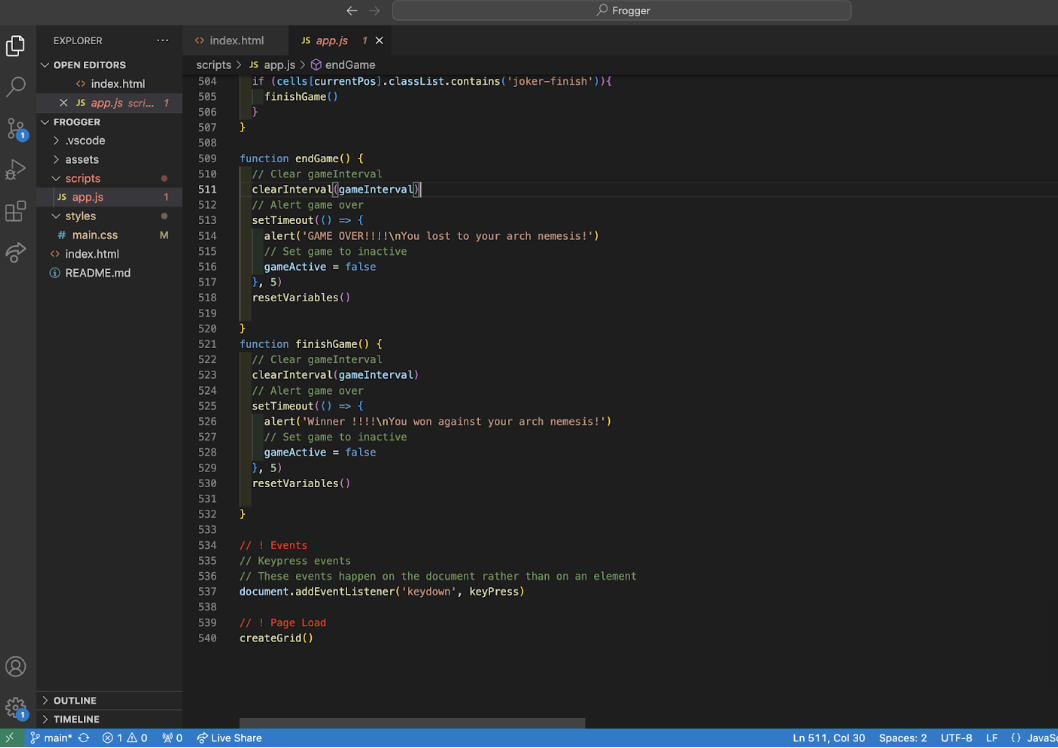 Frogger
EXPLORER
index.html
JS app.js 1
OPEN EDITORS
scripts > JS app.js > endGame
index.html
JS app.js scri... 1
FROGGER
.vscode
assets
scripts
JS app.js 1
styles
# main.css M
index.html
README.md
504 if (cells[currentPos].classList.contains('joker-finish')){
505 finishGame()
506 }
507 }
508
509 function endGame() {
510 // Clear gameInterval
511 clearInterval(gameInterval)
512 // Alert game over
513 setTimeout(() => {
514 alert('GAME OVER!!!!\nYou lost to your arch nemesis!')
515 // Set game to inactive
516 gameActive = false
517 }, 5)
518 resetVariables()
519
520 }
521 function finishGame() {
522 // Clear gameInterval
523 clearInterval(gameInterval)
524 // Alert game over
525 setTimeout(() => {
526 alert('Winner !!!!\nYou won against your arch nemesis!')
527 // Set game to inactive
528 gameActive = false
529 }, 5)
530 resetVariables()
531
532 }
533
534 // ! Events
535 // Keypress events
536 // These events happen on the document rather than on an element
537 document.addEventListener('keydown', keyPress)
538
539 // ! Page Load
540 createGrid()
1
OUTLINE
TIMELINE
1
main* 1 0 0 Live Share Ln 511, Col 30 Spaces: 2 UTF-8 LF {} JavaSc